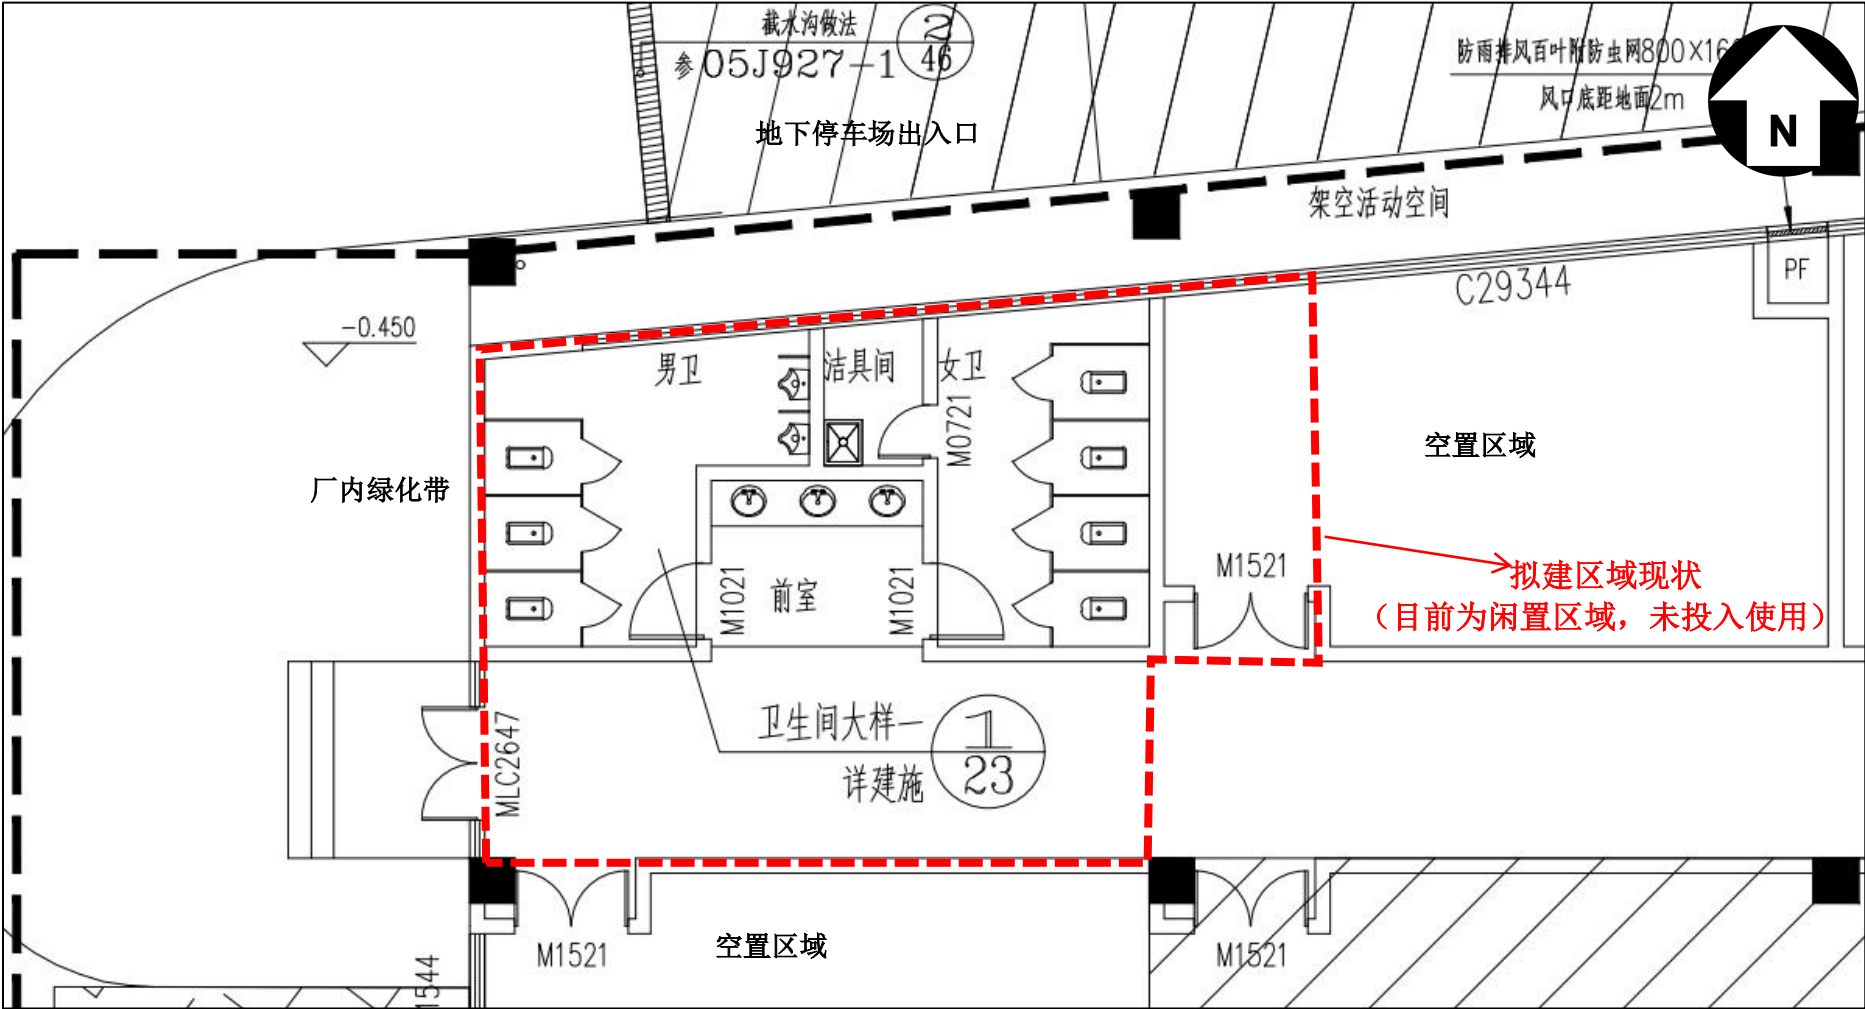 截水沟做法
参05J927-1
2
46
防雨排风百叶附防虫网800×16
风口底距地面2m
N
地下停车场出入口
架空活动空间
C29344
PF
-0.450
男卫
洁具间
女卫
M0721
空置区域
厂内绿化带
M1021
前室
M1021
M1521
拟建区域现状
（目前为闲置区域，未投入使用）
卫生间大样一
详建施
1
23
MLC2647
M1521
空置区域
M1521
1544